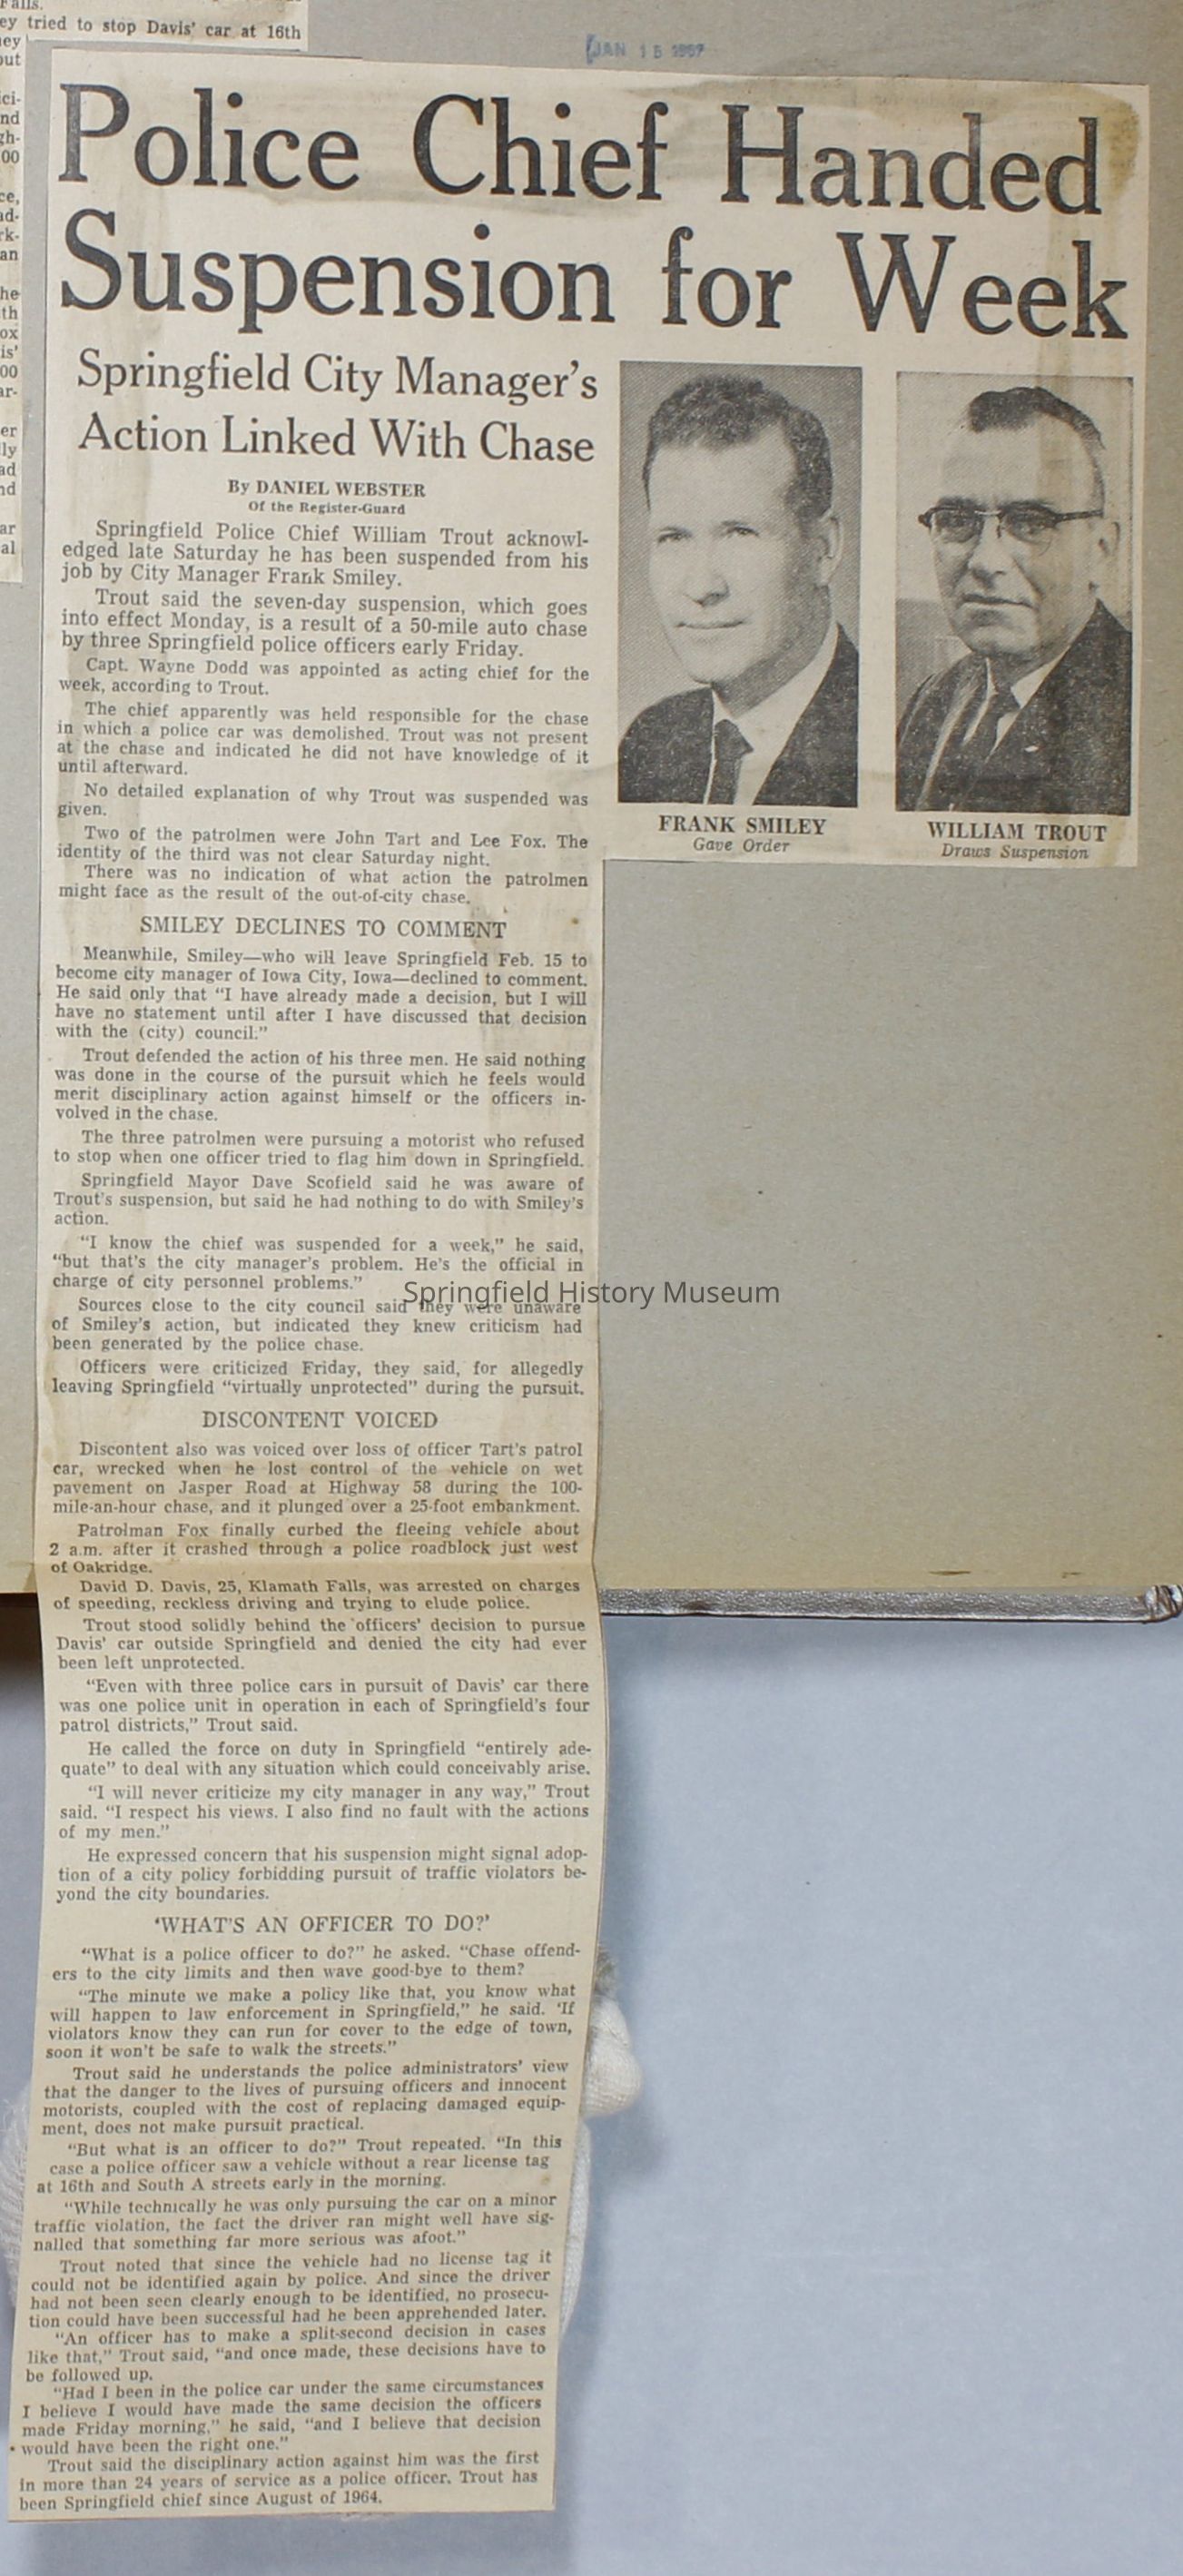 Falls.
ey tried to stop Davis' car at 16th
ney
out
ici-
nd
gh-
00
ce,
ad-
rk-
an
he
th
ox
is'
00
ar-
er
lly
ad
nd
ar
al
JAN 15 1967
Police Chief Handed
Suspension for Week
Springfield City Manager's
Action Linked With Chase
By DANIEL WEBSTER
Of the Register-Guard
Springfield Police Chief William Trout acknowl-
edged late Saturday he has been suspended from his
job by City Manager Frank Smiley.
Trout said the seven-day suspension, which goes
into effect Monday, is a result of a 50-mile auto chase
by three Springfield police officers early Friday.
Capt. Wayne Dodd was appointed as acting chief for the
week, according to Trout.
The chief apparently was held responsible for the chase
in which a police car was demolished. Trout was not present
at the chase and indicated he did not have knowledge of it
until afterward.
No detailed explanation of why Trout was suspended was
given.
Two of the patrolmen were John Tart and Lee Fox. The
identity of the third was not clear Saturday night.
There was no indication of what action the patrolmen
might face as the result of the out-of-city chase.
SMILEY DECLINES TO COMMENT
Meanwhile, Smiley—who will leave Springfield Feb. 15 to
become city manager of Iowa City, Iowa—declined to comment.
He said only that "I have already made a decision, but I will
have no statement until after I have discussed that decision
with the (city) council."
Trout defended the action of his three men. He said nothing
was done in the course of the pursuit which he feels would
merit disciplinary action against himself or the officers in-
volved in the chase.
The three patrolmen were pursuing a motorist who refused
to stop when one officer tried to flag him down in Springfield.
Springfield Mayor Dave Scofield said he was aware of
Trout's suspension, but said he had nothing to do with Smiley's
action.
"I know the chief was suspended for a week," he said,
"but that's the city manager's problem. He's the official in
charge of city personnel problems."
Sources close to the city council said they were unaware
of Smiley's action, but indicated they knew criticism had
been generated by the police chase.
Officers were criticized Friday, they said, for allegedly
leaving Springfield "virtually unprotected" during the pursuit.
DISCONTENT VOICED
Discontent also was voiced over loss of officer Tart's patrol
car, wrecked when he lost control of the vehicle on wet
pavement on Jasper Road at Highway 58 during the 100-
mile-an-hour chase, and it plunged over a 25-foot embankment.
Patrolman Fox finally curbed the fleeing vehicle about
2 a.m. after it crashed through a police roadblock just west
of Oakridge.
David D. Davis, 25, Klamath Falls, was arrested on charges
of speeding, reckless driving and trying to elude police.
Trout stood solidly behind the officers' decision to pursue
Davis' car outside Springfield and denied the city had ever
been left unprotected.
"Even with three police cars in pursuit of Davis' car there
was one police unit in operation in each of Springfield's four
patrol districts," Trout said.
He called the force on duty in Springfield "entirely ade-
quate" to deal with any situation which could conceivably arise.
"I will never criticize my city manager in any way," Trout
said. "I respect his views. I also find no fault with the actions
of my men."
He expressed concern that his suspension might signal adop-
tion of a city policy forbidding pursuit of traffic violators be-
yond the city boundaries.
'WHAT'S AN OFFICER TO DO?'
"What is a police officer to do?" he asked. "Chase offend-
ers to the city limits and then wave good-bye to them?
"The minute we make a policy like that, you know what
will happen to law enforcement in Springfield," he said. 'If
violators know they can run for cover to the edge of town,
soon it won't be safe to walk the streets."
Trout said he understands the police administrators' view
that the danger to the lives of pursuing officers and innocent
motorists, coupled with the cost of replacing damaged equip-
ment, does not make pursuit practical.
"But what is an officer to do?" Trout repeated. "In this
case a police officer saw a vehicle without a rear license tag
at 16th and South A streets early in the morning.
"While technically he was only pursuing the car on a minor
traffic violation, the fact the driver ran might well have sig-
nalled that something far more serious was afoot."
Trout noted that since the vehicle had no license tag it
could not be identified again by police. And since the driver
had not been seen clearly enough to be identified, no prosecu-
tion could have been successful had he been apprehended later.
"An officer has to make a split-second decision in cases
like that," Trout said, "and once made, these decisions have to
be followed up.
"Had I been in the police car under the same circumstances
I believe I would have made the same decision the officers
made Friday morning," he said, "and I believe that decision
would have been the right one."
Trout said the disciplinary action against him was the first
in more than 24 years of service as a police officer. Trout has
been Springfield chief since August of 1964.
FRANK SMILEY
Gave Order
WILLIAM TROUT
Draws Suspension
Springfield History Museum